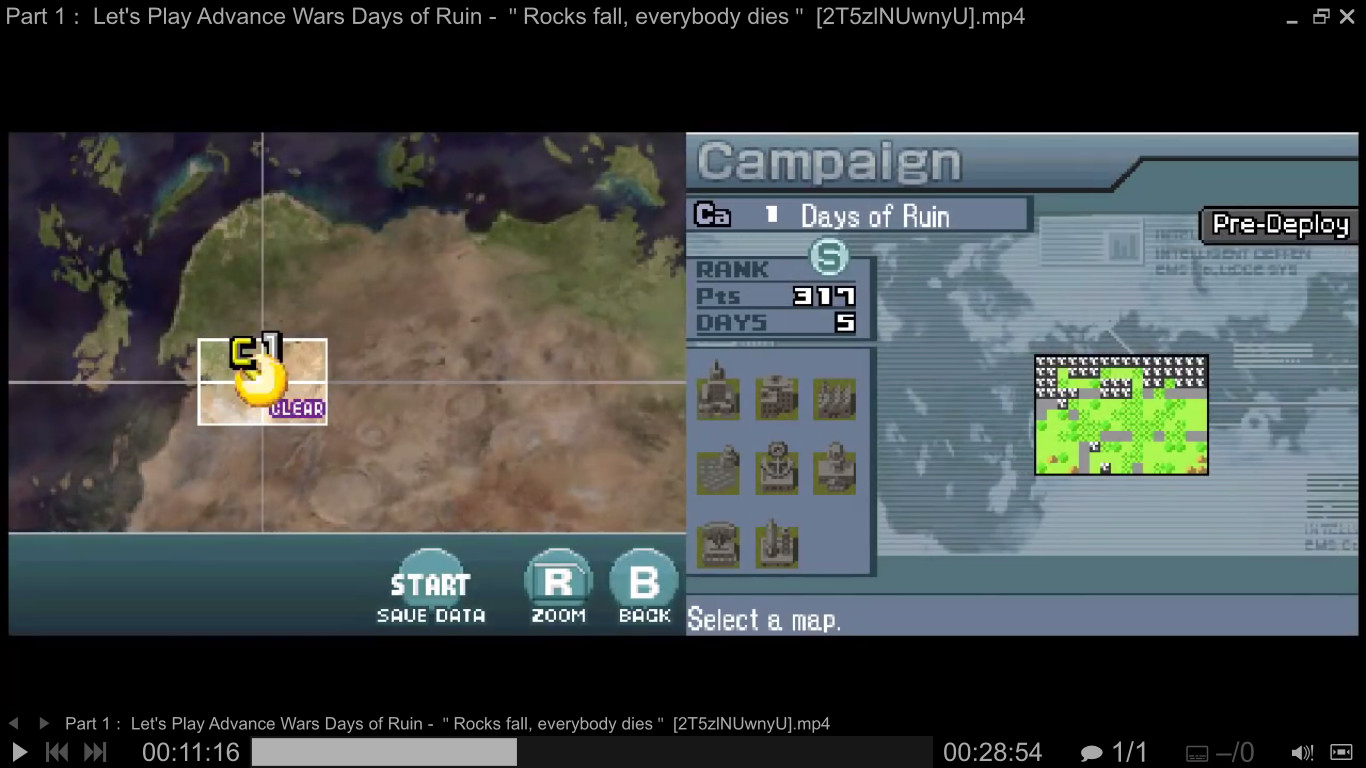 Part 1 : Let's Play Advance Wars Days of Ruin - " Rocks fall, everybody dies " [2T5zlNUwnyU].mp4
Campaign
Ca 1 Days of Ruin
Pre-Deploy
S
RANK
Pts 317
DAYS 5
C1
CLEAR
START
SAVE DATA
R
ZOOM
B
BACK
Select a map.
Part 1 : Let's Play Advance Wars Days of Ruin - " Rocks fall, everybody dies " [2T5zlNUwnyU].mp4
00:11:16
00:28:54
1/1
–/0